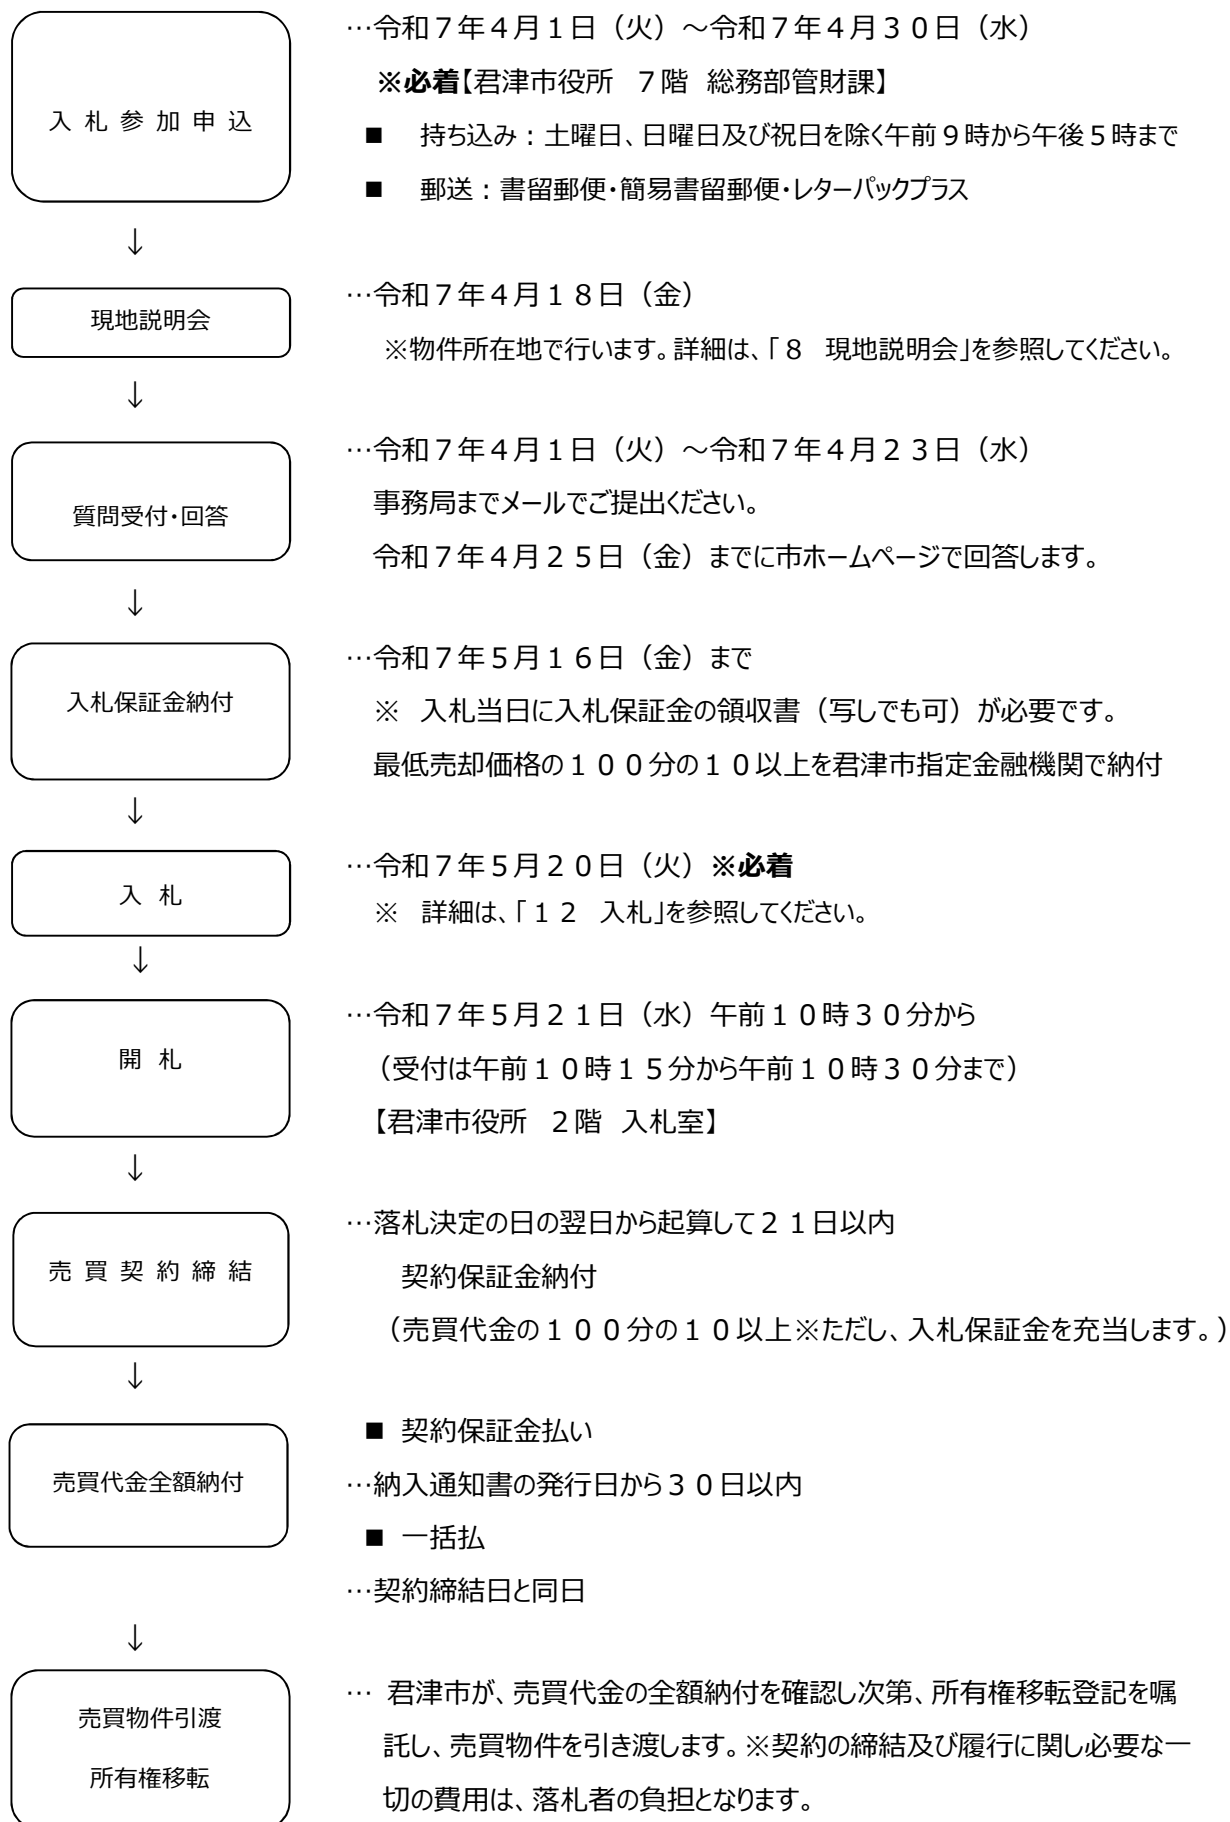 入 札 参 加 申 込
…令和７年４月１日（火）～令和７年４月３０日（水）
※必着【君津市役所　７階 総務部管財課】
■　持ち込み：土曜日、日曜日及び祝日を除く午前９時から午後５時まで
■　郵送：書留郵便・簡易書留郵便・レターパックプラス
↓
現地説明会
…令和７年４月１８日（金）
※物件所在地で行います。詳細は、「８　現地説明会」を参照してください。
↓
質問受付・回答
…令和７年４月１日（火）～令和７年４月２３日（水）
事務局までメールでご提出ください。
令和７年４月２５日（金）までに市ホームページで回答します。
↓
入札保証金納付
…令和７年５月１６日（金）まで
※　入札当日に入札保証金の領収書（写しでも可）が必要です。
最低売却価格の１００分の１０以上を君津市指定金融機関で納付
↓
入 札
…令和７年５月２０日（火）※必着
※　詳細は、「１２　入札」を参照してください。
↓
開 札
…令和７年５月２１日（水）午前１０時３０分から
（受付は午前１０時１５分から午前１０時３０分まで）
【君津市役所　２階 入札室】
↓
売 買 契 約 締 結
…落札決定の日の翌日から起算して２１日以内
契約保証金納付
（売買代金の１００分の１０以上※ただし、入札保証金を充当します。）
↓
売買代金全額納付
■ 契約保証金払い
…納入通知書の発行日から３０日以内
■ 一括払
…契約締結日と同日
↓
売買物件引渡
所有権移転
… 君津市が、売買代金の全額納付を確認し次第、所有権移転登記を嘱
託し、売買物件を引き渡します。※契約の締結及び履行に関し必要な一
切の費用は、落札者の負担となります。